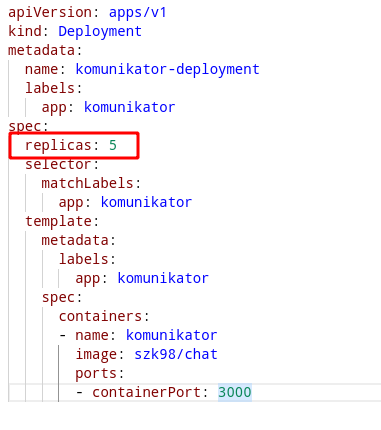 apiVersion: apps/v1
kind: Deployment
metadata:
  name: komunikator-deployment
  labels:
    app: komunikator
spec:
  replicas: 5
  selector:
    matchLabels:
      app: komunikator
  template:
    metadata:
      labels:
        app: komunikator
    spec:
      containers:
      - name: komunikator
        image: szk98/chat
        ports:
        - containerPort: 3000